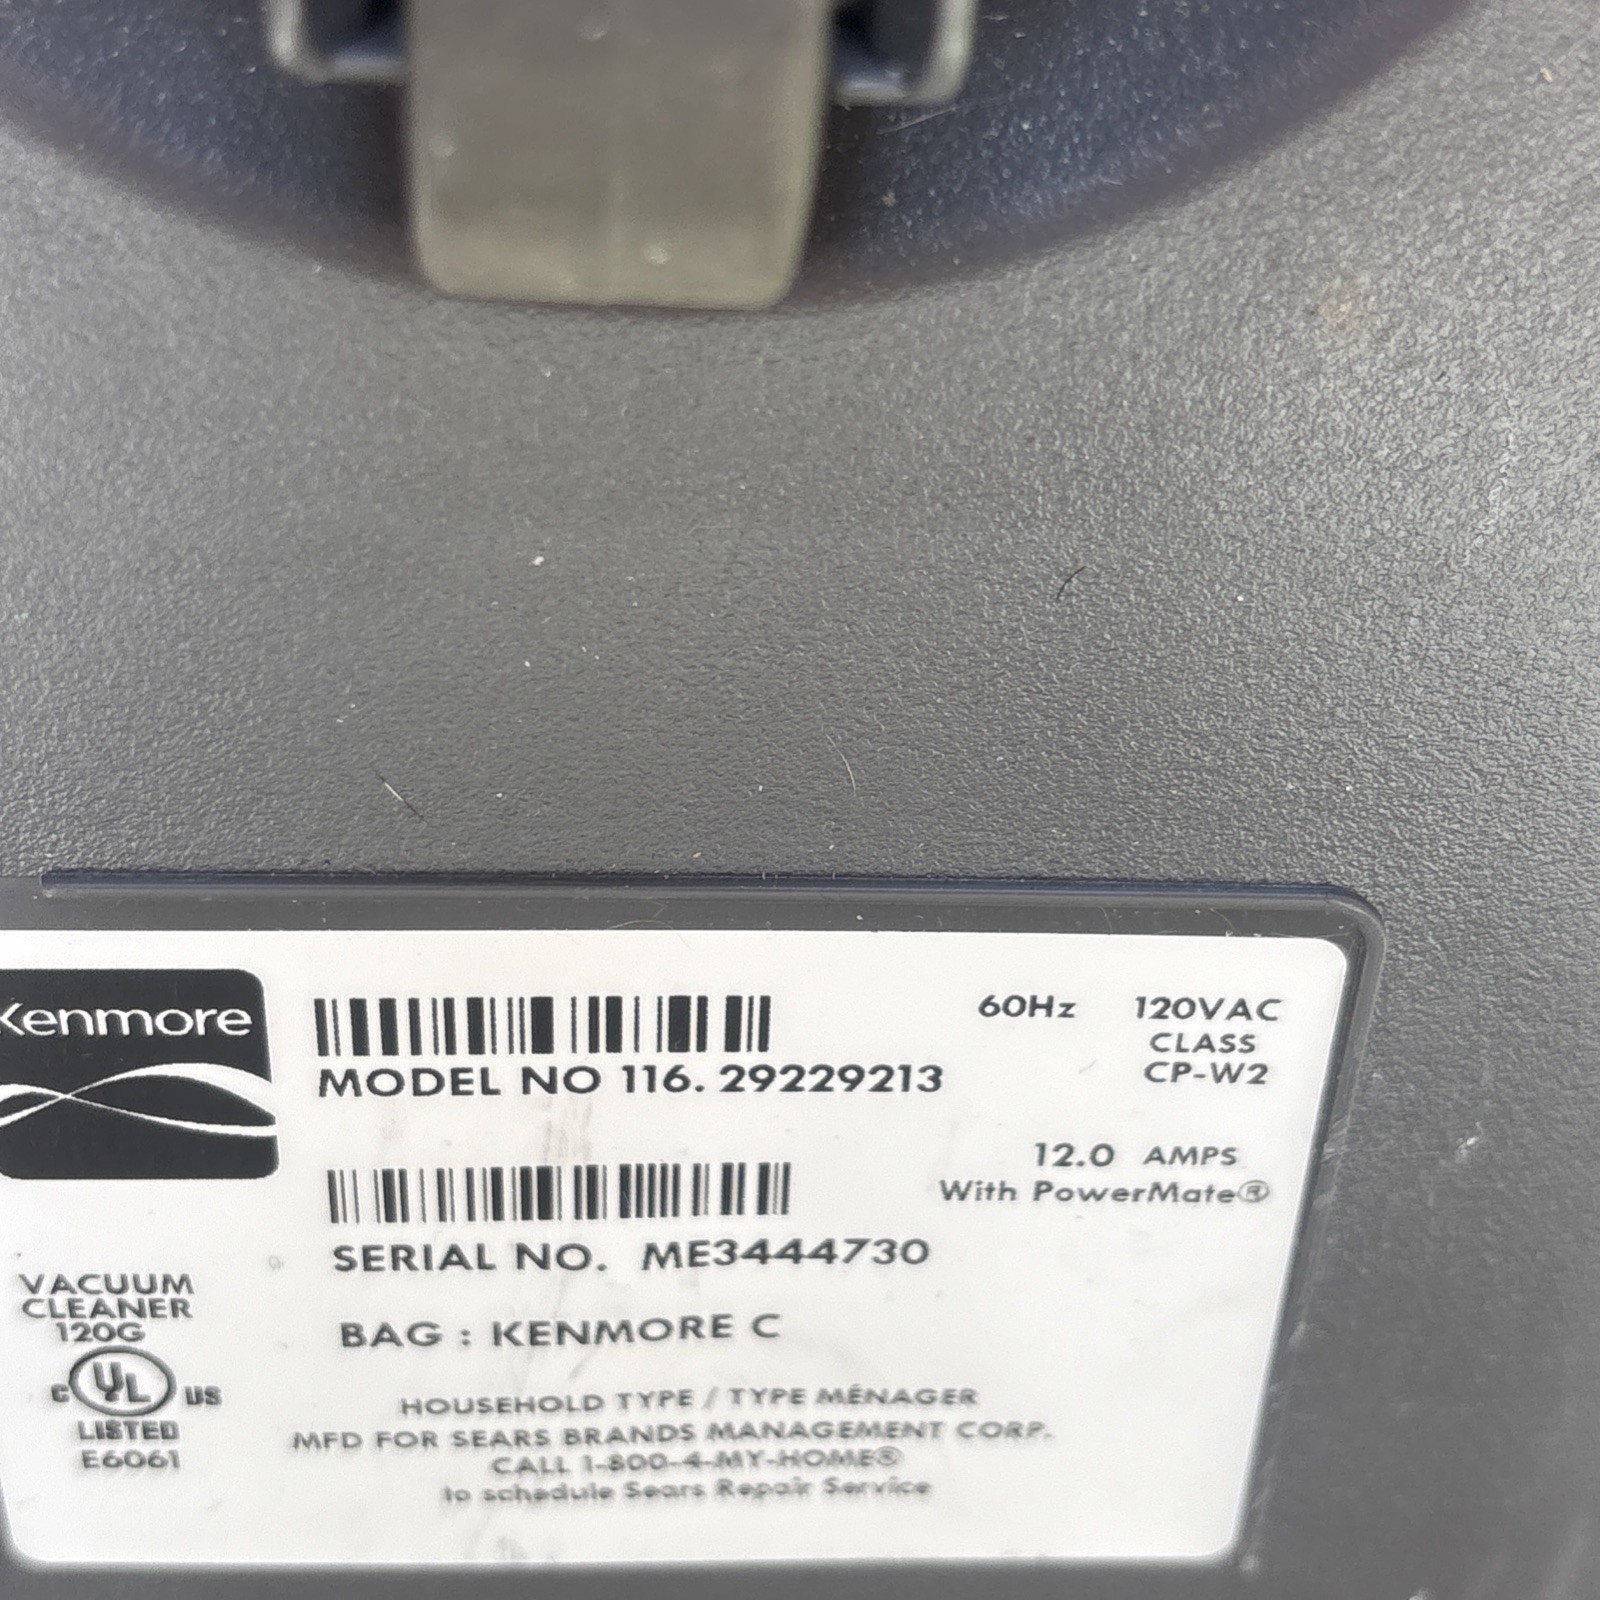 Kenmore
MODEL NO 116. 29229213
SERIAL NO. ME3444730
BAG : KENMORE C
60Hz 120VAC
CLASS
CP-W2
12.0 AMPS
With PowerMate®
VACUUM
CLEANER
120G
C UL US
LISTED
E6061
HOUSEHOLD TYPE / TYPE MÉNAGER
MFD FOR SEARS BRANDS MANAGEMENT CORP.
CALL 1-800-4-MY-HOME®
to schedule Sears Repair Service